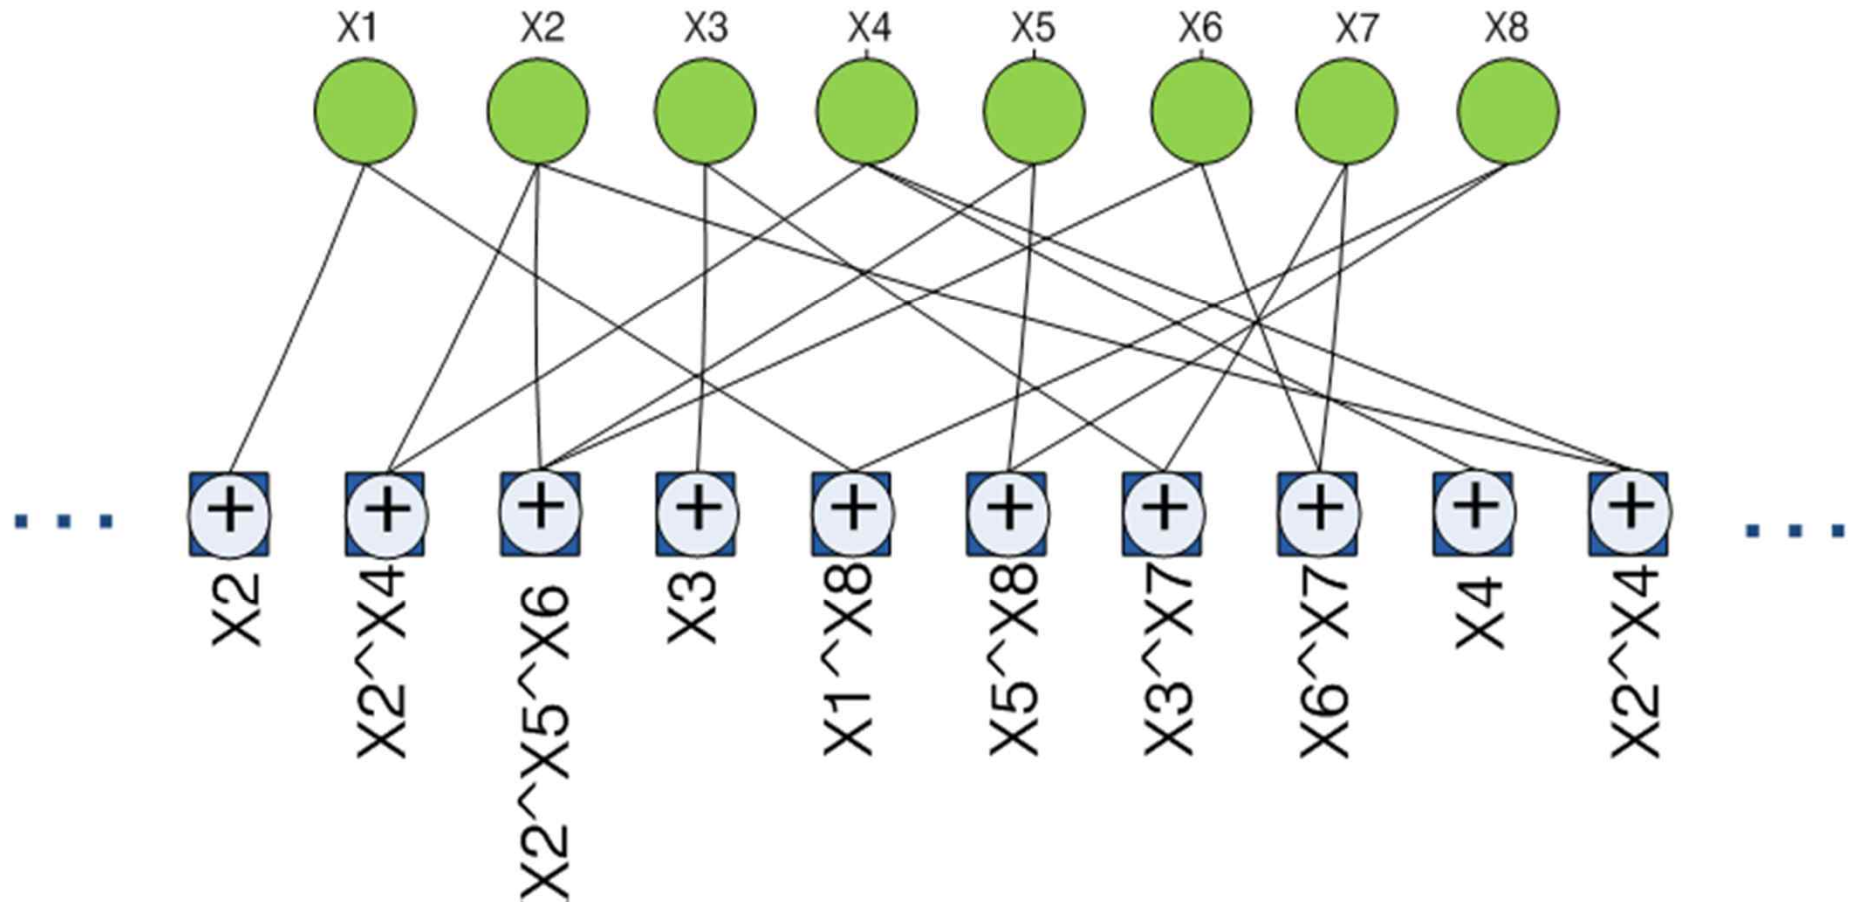 X1 X2 X3 X4 X5 X6 X7 X8
+ + + + + + + + + +
X2
X2^X4
X2^X5^X6
X3
X1^X8
X5^X8
X3^X7
X6^X7
X4
X2^X4